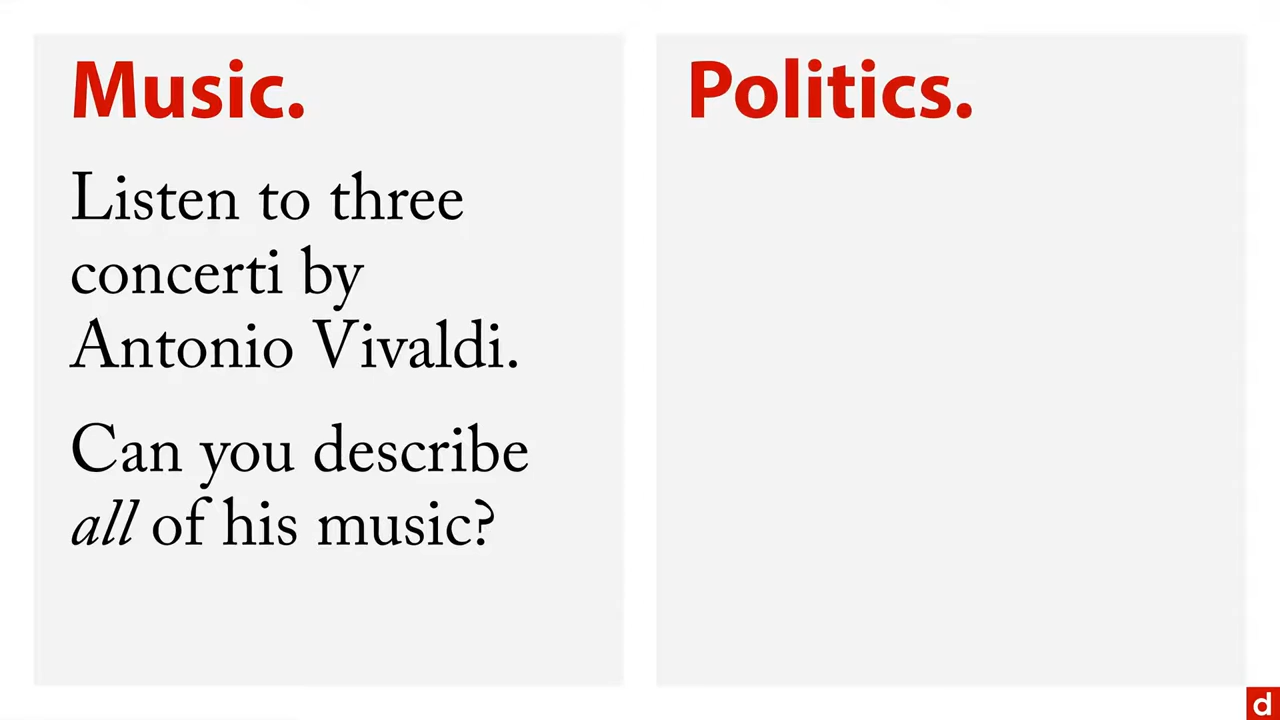 Music.
Listen to three
concerti by
Antonio Vivaldi.
Can you describe
all of his music?
Politics.
d